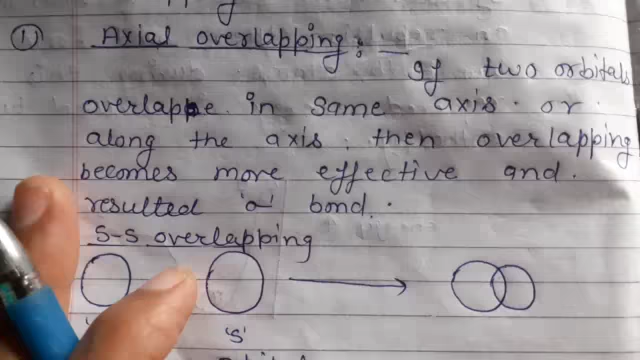 ① Axial overlapping : —
If two orbitals
overlappe in same axis or
along the axis, then overlapping
becomes more effective and
resulted 'σ' bond.
S-S overlapping
'S'